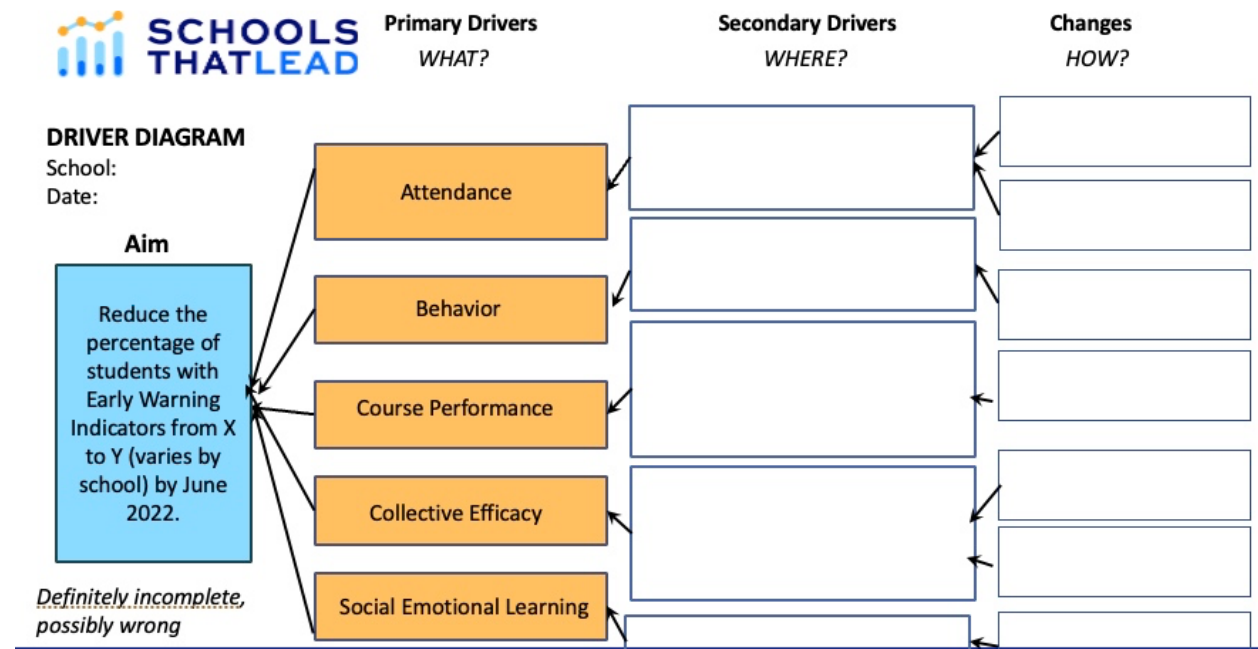 SCHOOLS
THATLEAD
Primary Drivers
WHAT?
Secondary Drivers
WHERE?
Changes
HOW?
DRIVER DIAGRAM
School:
Date:
Aim
Reduce the
percentage of
students with
Early Warning
Indicators from X
to Y (varies by
school) by June
2022.
Definitely incomplete,
possibly wrong
Attendance
Behavior
Course Performance
Collective Efficacy
Social Emotional Learning